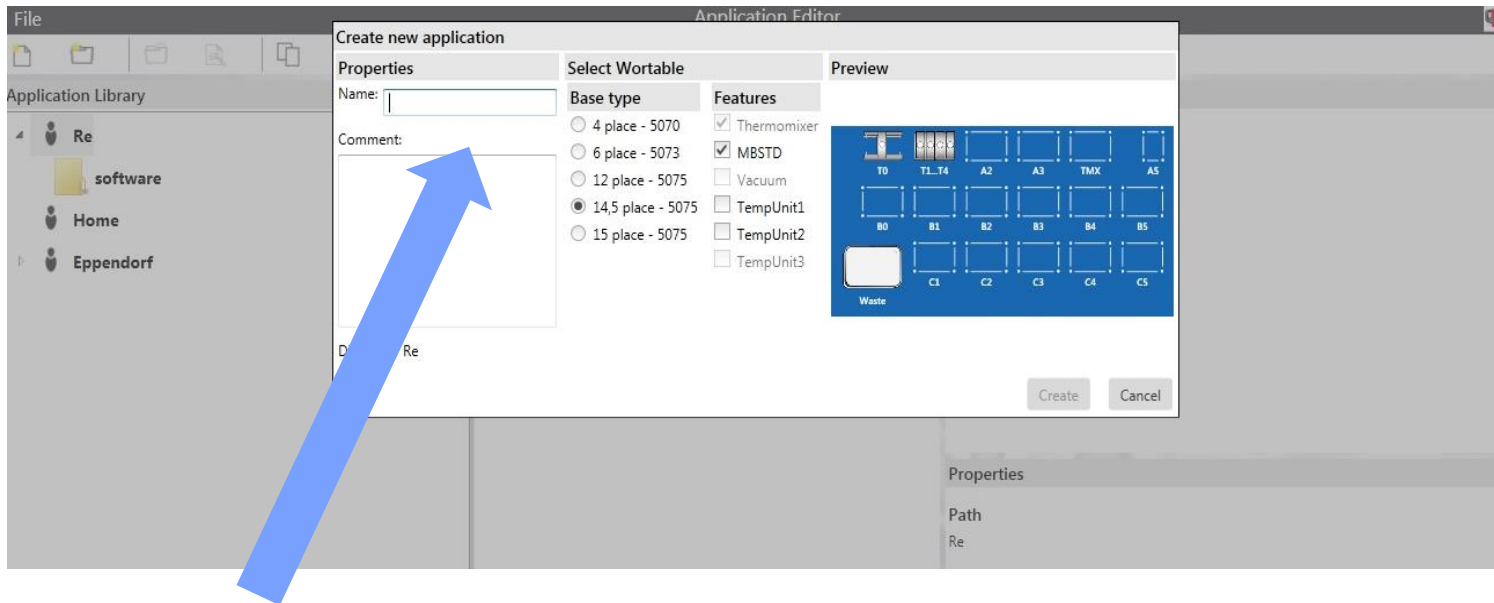 File
Application Editor
Create new application
Properties
Select Wortable
Preview
Application Library
Name:
Base type
Features
4 place - 5070
Thermomixer
Re
Comment:
6 place - 5073
MBSTD
software
12 place - 5075
Vacuum
14,5 place - 5075
TempUnit1
Home
15 place - 5075
TempUnit2
Eppendorf
TempUnit3
T0 T1...T4 A2 A3 TMX A5
B0 B1 B2 B3 B4 B5
C1 C2 C3 C4 C5
Waste
Re
Create
Cancel
Properties
Path
Re